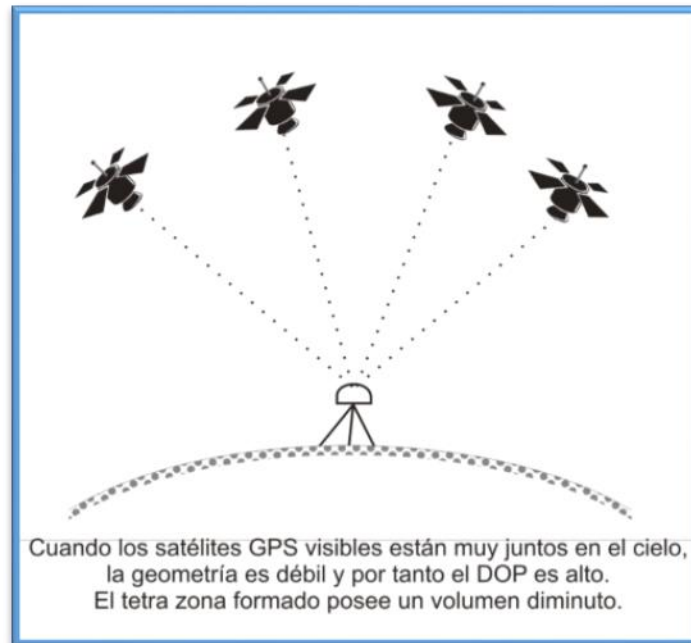 Cuando los satélites GPS visibles están muy juntos en el cielo,
la geometría es débil y por tanto el DOP es alto.
El tetra zona formado posee un volumen diminuto.